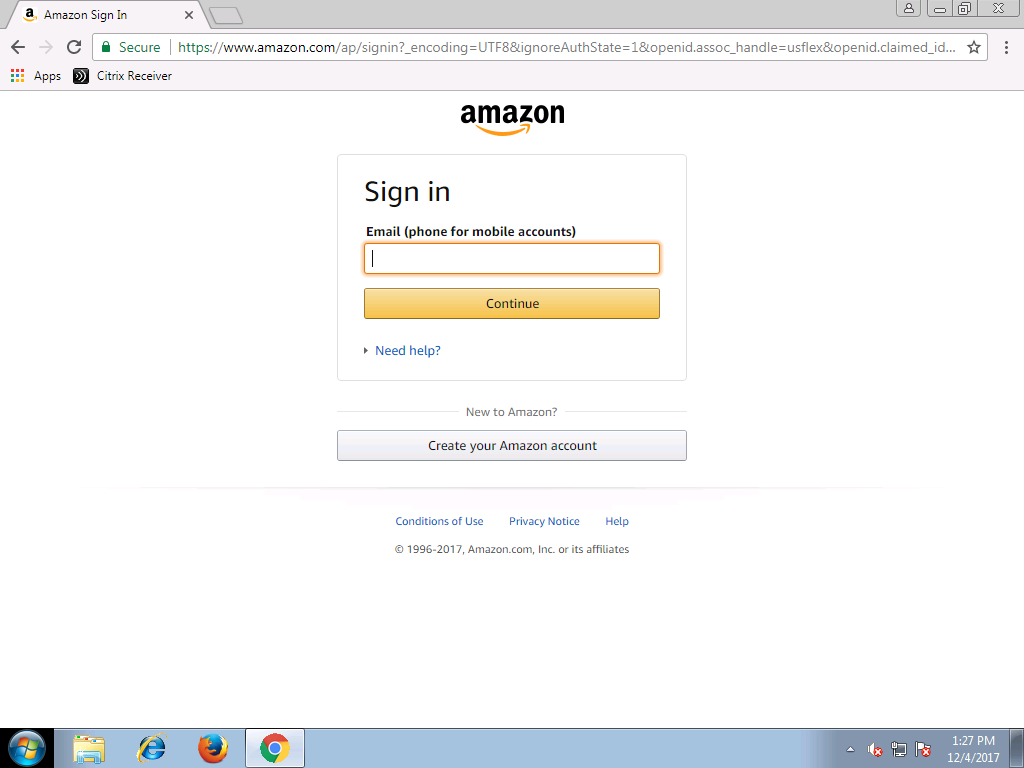 Amazon Sign In
Secure
https://www.amazon.com/ap/signin?_encoding=UTF8&ignoreAuthState=1&openid.assoc_handle=usflex&openid.claimed_id...
Apps
Citrix Receiver
amazon
Sign in
Email (phone for mobile accounts)
Continue
Need help?
New to Amazon?
Create your Amazon account
Conditions of Use
Privacy Notice
Help
© 1996-2017, Amazon.com, Inc. or its affiliates
1:27 PM
12/4/2017